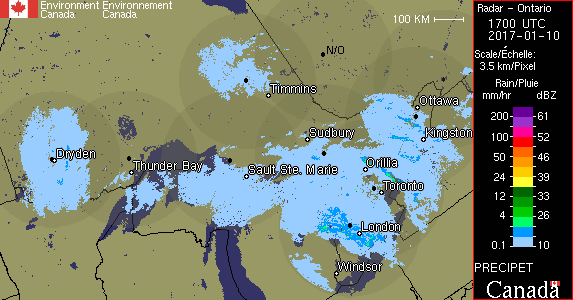 Environment Environnement
Canada Canada
100 KM
N/O
Timmins
Ottawa
Kingston
Sudbury
Dryden
Thunder Bay
Sault Ste. Marie
Orillia
Toronto
London
Windsor
Radar - Ontario
1700 UTC
2017-01-10
Scale/Échelle:
3.5 km/Pixel
Rain/Pluie
mm/hr dBZ
200 61
100 52
50 46
24 39
12 33
4 26
0.1 10
PRECIPET
Canada